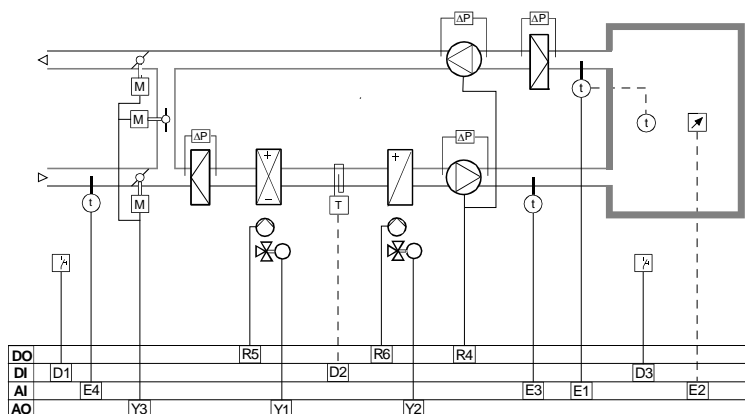 ΔP ΔP
M
M t t
ΔP ΔP
+ + 
−
M T
t t
DO R5 R6 R4
DI D1 D2 D3
AI E4 E3 E1 E2
AO Y3 Y1 Y2